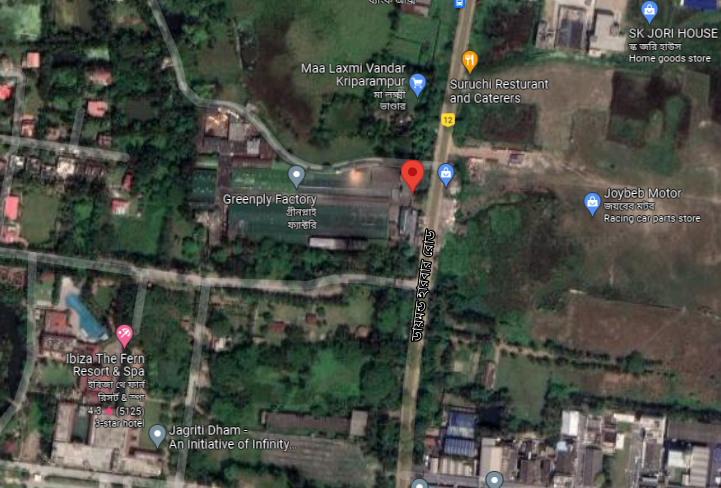 SK JORI HOUSE
স্ক জরি হাউস
Home goods store
Maa Laxmi Vandar
Kriparampur
মা লক্ষ্মী
ভাণ্ডার
Suruchi Resturant
and Caterers
12
Greenply Factory
গ্রীনপ্লাই
ফ্যাক্টরি
Joybeb Motor
জয়বেব মটর
Racing car parts store
ডায়মন্ড হারবার রোড
Ibiza The Fern
Resort & Spa
ইবিজা থে ফার্ন
রিসর্ট & স্পা
4.3 ★ (5125)
5-star hotel
Jagriti Dham -
An Initiative of Infinity...